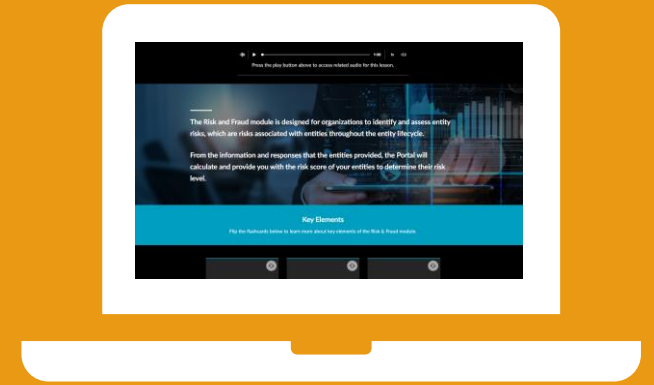 Press the play button above to access related audio for this lesson.
The Risk and Fraud module is designed for organizations to identify and assess entity
risks, which are risks associated with entities throughout the entity lifecycle.
From the information and responses that the entities provided, the Portal will
calculate and provide you with the risk score of your entities to determine their risk
level.
Key Elements
Flip the flashcards below to learn more about key elements of the Risk & Fraud module.